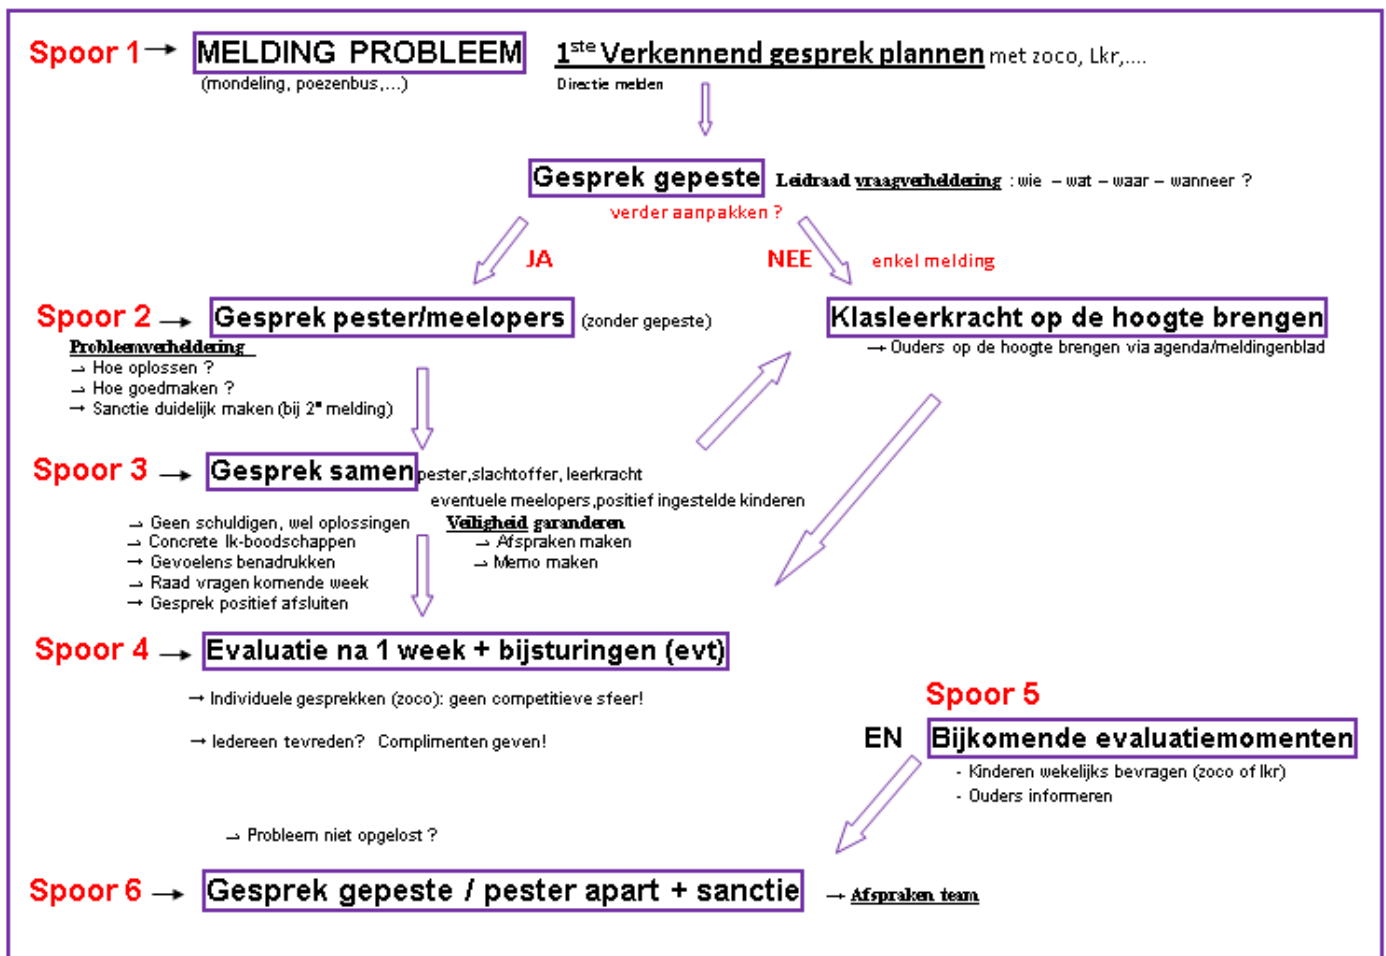 Spoor 1 → MELDING PROBLEEM 1ste Verkennend gesprek plannen met zoco, Lkr,....
(mondeling, poezenbus,...) Directie melden
Gesprek gepeste Leidraad vraagverheldering : wie – wat – waar – wanneer ?
verder aanpakken ?
JA NEE enkel melding
Spoor 2 → Gesprek pester/meelopers (zonder gepeste) Klasleerkracht op de hoogte brengen
Probleemverheldering → Ouders op de hoogte brengen via agenda/meldingenblad
→ Hoe oplossen ?
→ Hoe goedmaken ?
→ Sanctie duidelijk maken (bij 2e melding)
Spoor 3 → Gesprek samen pester,slachtoffer, leerkracht
eventuele meelopers,positief ingestelde kinderen
→ Geen schuldigen, wel oplossingen Veiligheid garanderen
→ Concrete Ik-boodschappen → Afspraken maken
→ Gevoelens benadrukken → Memo maken
→ Raad vragen komende week
→ Gesprek positief afsluiten
Spoor 4 → Evaluatie na 1 week + bijsturingen (evt)
→ Individuele gesprekken (zoco): geen competitieve sfeer!
Spoor 5
→ Iedereen tevreden? Complimenten geven! EN Bijkomende evaluatiemomenten
- Kinderen wekelijks bevragen (zoco of lkr)
- Ouders informeren
→ Probleem niet opgelost ?
Spoor 6 → Gesprek gepeste / pester apart + sanctie → Afspraken team